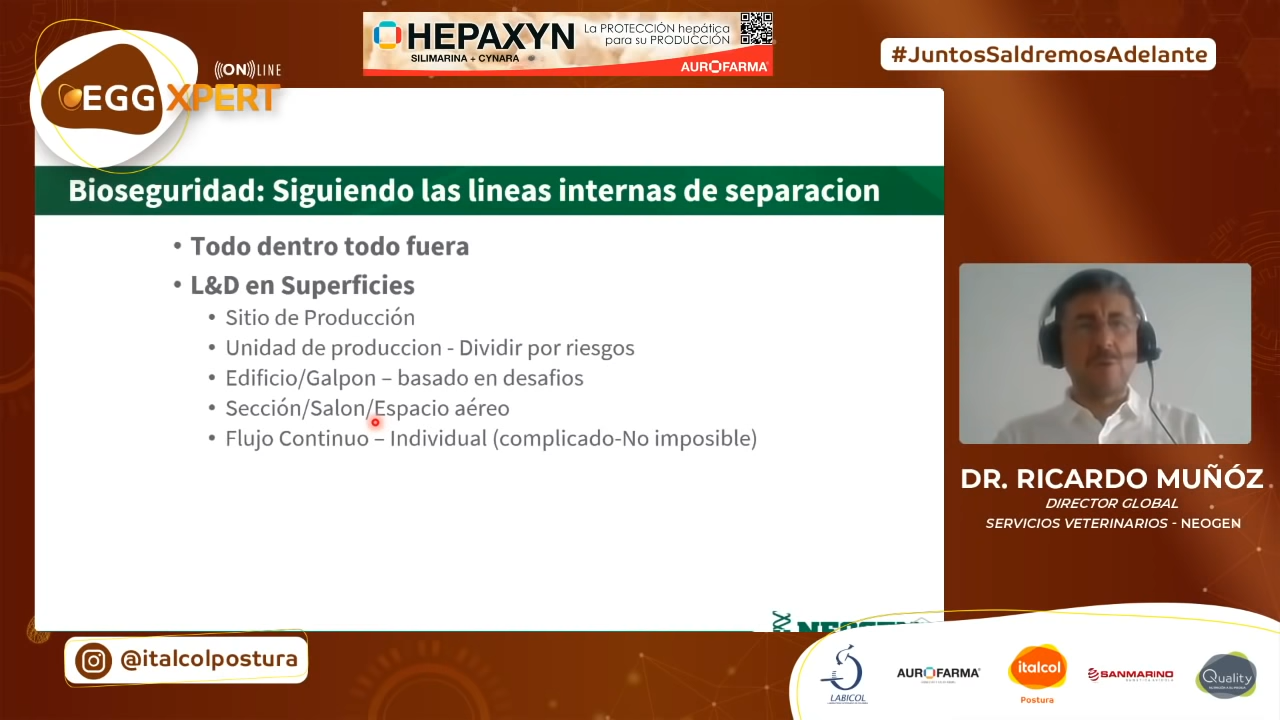 HEPAXYN
SILIMARINA + CYNARA
La PROTECCIÓN hepática
para su PRODUCCIÓN
AUROFARMA
#JuntosSaldremosAdelante
((ON)) LINE
EGG XPERT
Bioseguridad: Siguiendo las lineas internas de separacion
• Todo dentro todo fuera
• L&D en Superficies
• Sitio de Producción
• Unidad de produccion - Dividir por riesgos
• Edificio/Galpon – basado en desafios
• Sección/Salon/Espacio aéreo
• Flujo Continuo – Individual (complicado-No imposible)
DR. RICARDO MUÑÓZ
DIRECTOR GLOBAL
SERVICIOS VETERINARIOS - NEOGEN
NEOGEN
@italcolpostura
LABICOL
AUROFARMA
italcol
Postura
SANMARINO
Quality